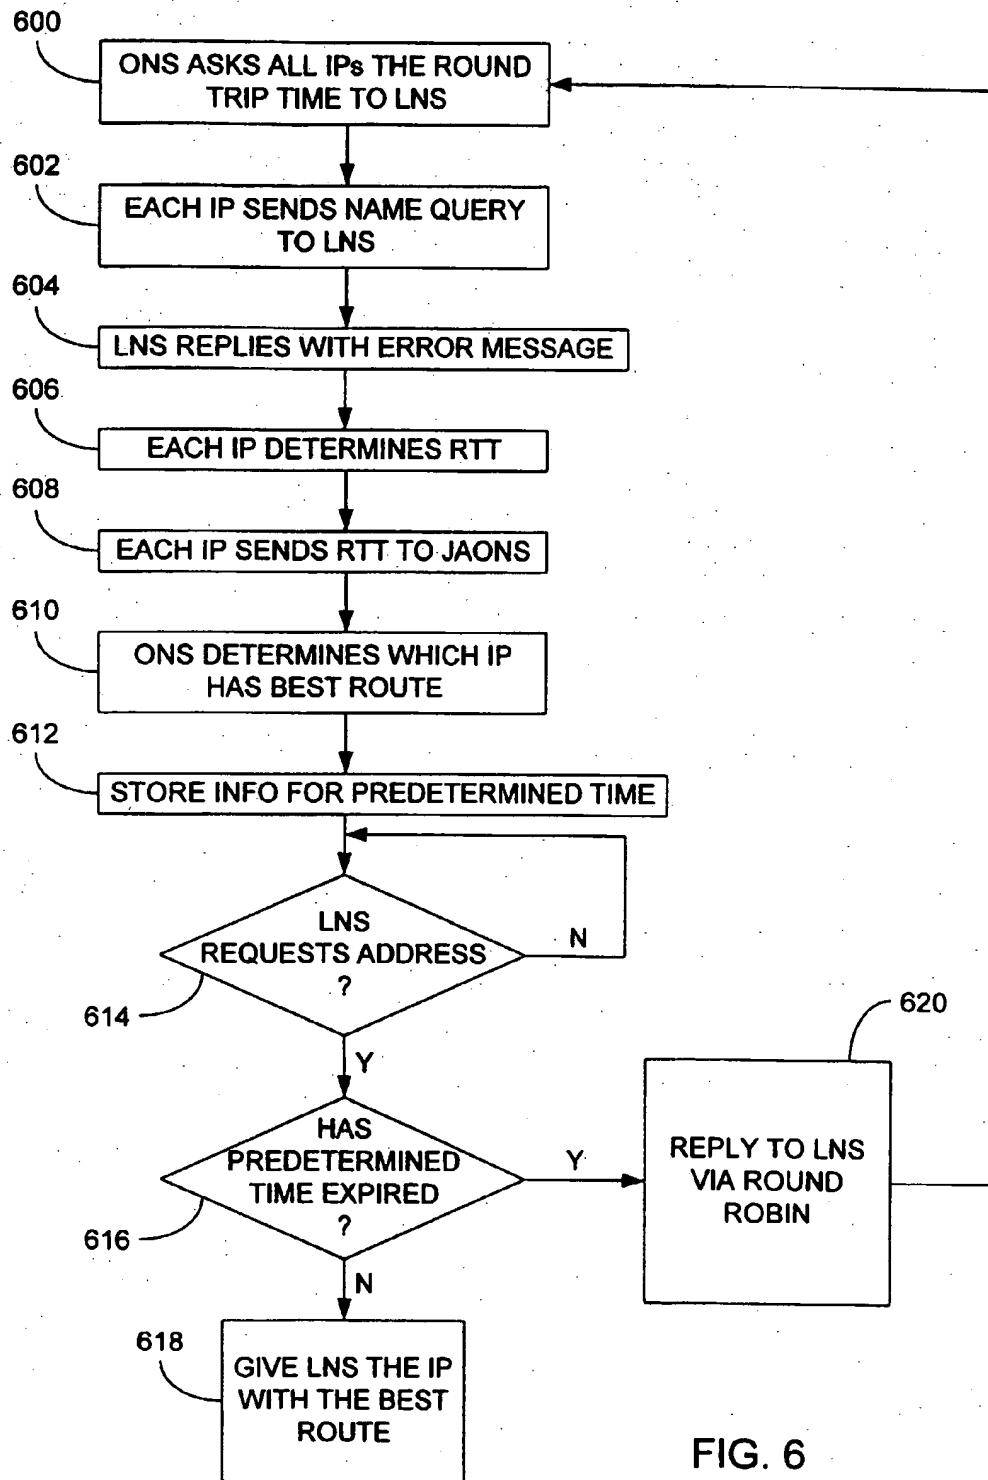 600
ONS ASKS ALL IPs THE ROUND
TRIP TIME TO LNS
602
EACH IP SENDS NAME QUERY
TO LNS
604
LNS REPLIES WITH ERROR MESSAGE
606
EACH IP DETERMINES RTT
608
EACH IP SENDS RTT TO JAONS
610
ONS DETERMINES WHICH IP
HAS BEST ROUTE
612
STORE INFO FOR PREDETERMINED TIME
LNS
REQUESTS ADDRESS
?
N
614
Y
620
HAS
PREDETERMINED
TIME EXPIRED
?
Y
616
N
REPLY TO LNS
VIA ROUND
ROBIN
618
GIVE LNS THE IP
WITH THE BEST
ROUTE
FIG. 6